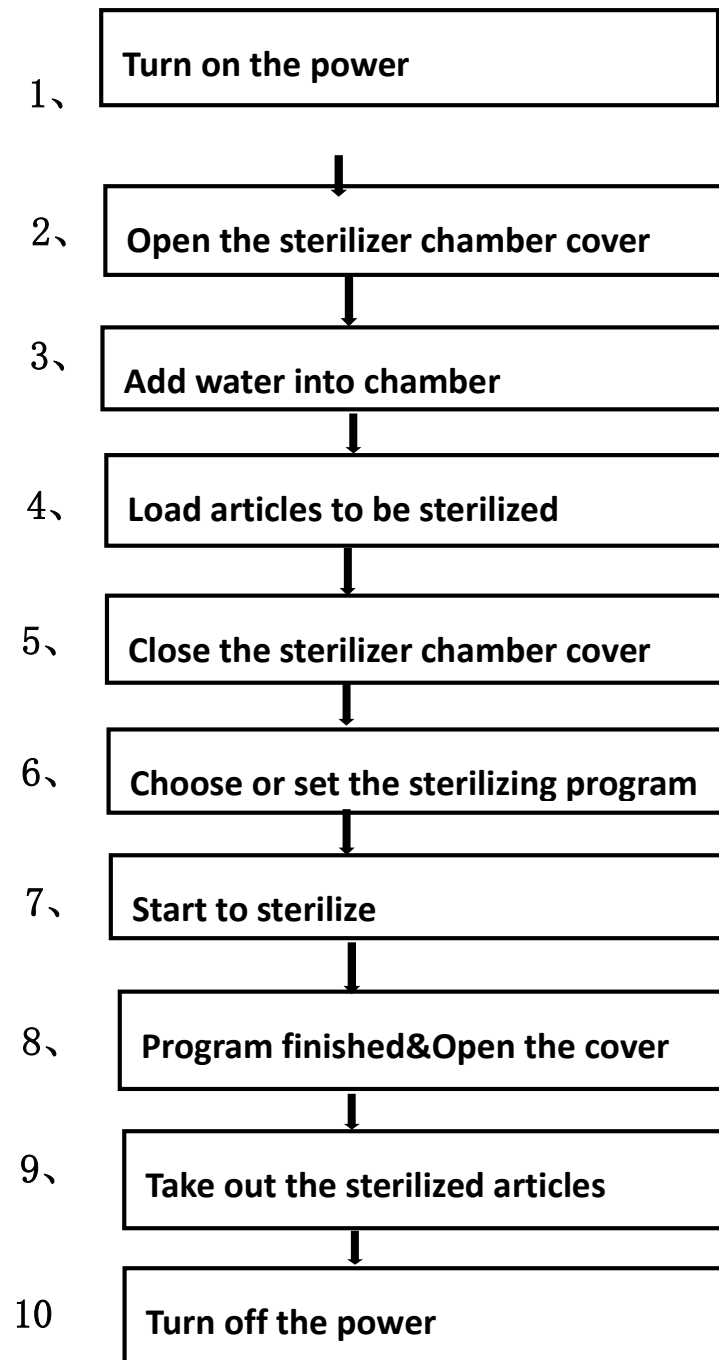 1、 Turn on the power
2、 Open the sterilizer chamber cover
3、 Add water into chamber
4、 Load articles to be sterilized
5、 Close the sterilizer chamber cover
6、 Choose or set the sterilizing program
7、 Start to sterilize
8、 Program finished&Open the cover
9、 Take out the sterilized articles
10 Turn off the power